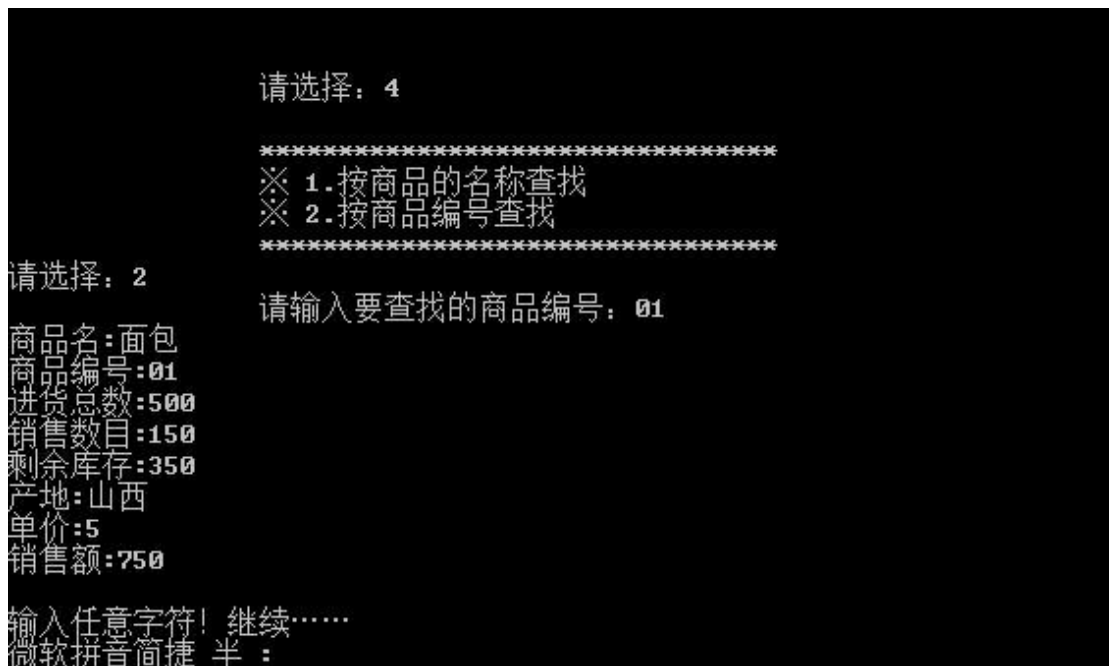 请选择：4
*********************************
※ 1.按商品的名称查找
※ 2.按商品编号查找
*********************************
请选择：2
请输入要查找的商品编号：01
商品名:面包
商品编号:01
进货总数:500
销售数目:150
剩余库存:350
产地:山西
单价:5
销售额:750
输入任意字符！继续……
微软拼音简捷 半 :